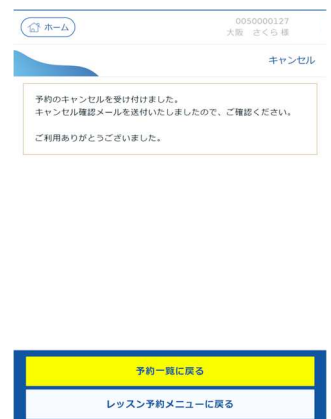 ホーム
0050000127
大阪 さくら 様
キャンセル
予約のキャンセルを受け付けました。
キャンセル確認メールを送付いたしましたので、ご確認ください。
ご利用ありがとうございました。
予約一覧に戻る
レッスン予約メニューに戻る